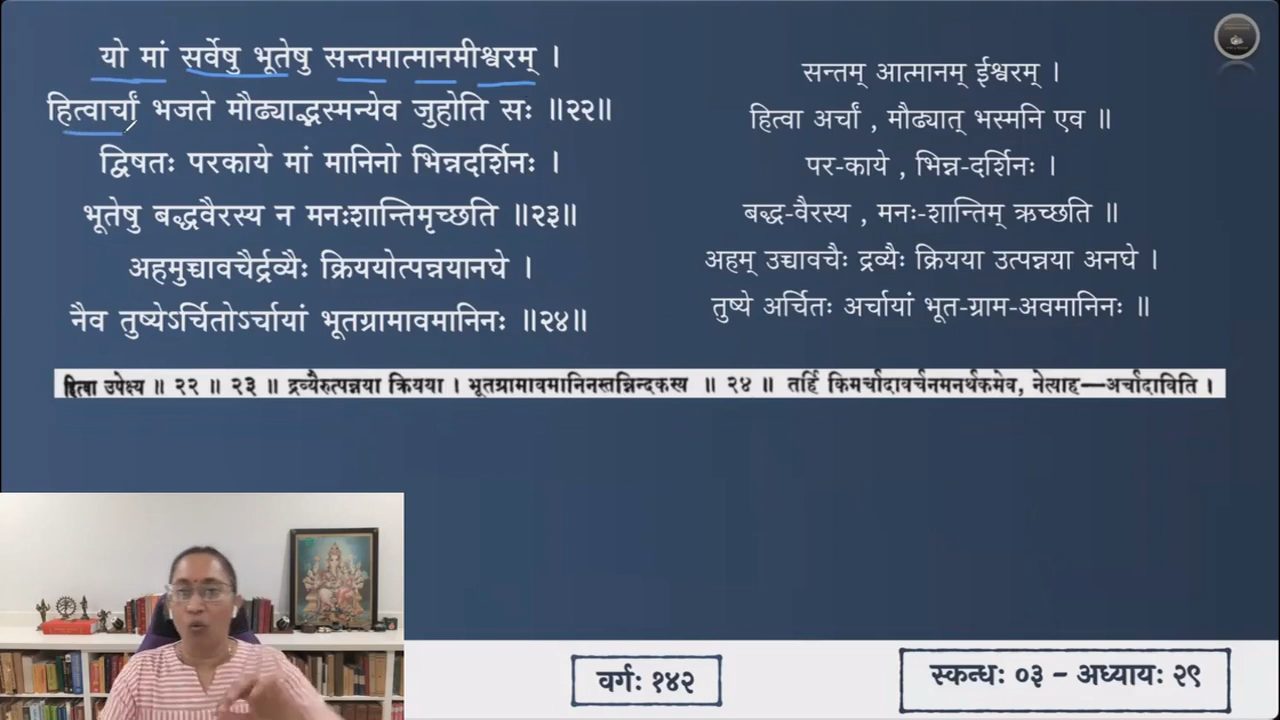 यो मां सर्वेषु भूतेषु सन्तमात्मानमीश्वरम् ।
हित्वार्चां भजते मौढ्याद्भस्मन्येव जुहोति सः ॥२२॥
द्विषतः परकाये मां मानिनो भिन्नदर्शिनः ।
भूतेषु बद्धवैरस्य न मनःशान्तिमृच्छति ॥२३॥
अहमुच्चावचैर्द्रव्यैः क्रिययोत्पन्नयानघे ।
नैव तुष्येऽर्चितोऽर्चायां भूतग्रामावमानिनः ॥२४॥
सन्तम् आत्मानम् ईश्वरम् ।
हित्वा अर्चां , मौढ्यात् भस्मनि एव ॥
पर-काये , भिन्न-दर्शिनः ।
बद्ध-वैरस्य , मनः-शान्तिम् ऋच्छति ॥
अहम् उच्चावचैः द्रव्यैः क्रियया उत्पन्नया अनघे ।
तुष्ये अर्चितः अर्चायां भूत-ग्राम-अवमानिनः ॥
हित्वा उपेक्ष्य ॥ २२ ॥ २३ ॥ द्रव्यैरुत्पन्नया क्रियया । भूतग्रामावमानिनस्तन्निन्दकस्य ॥ २४ ॥ तर्हि किमर्चादावर्चनमनर्थकमेव, नेत्याह—अर्चादाविति ।
वर्गः १४२
स्कन्धः ०३ – अध्यायः २९